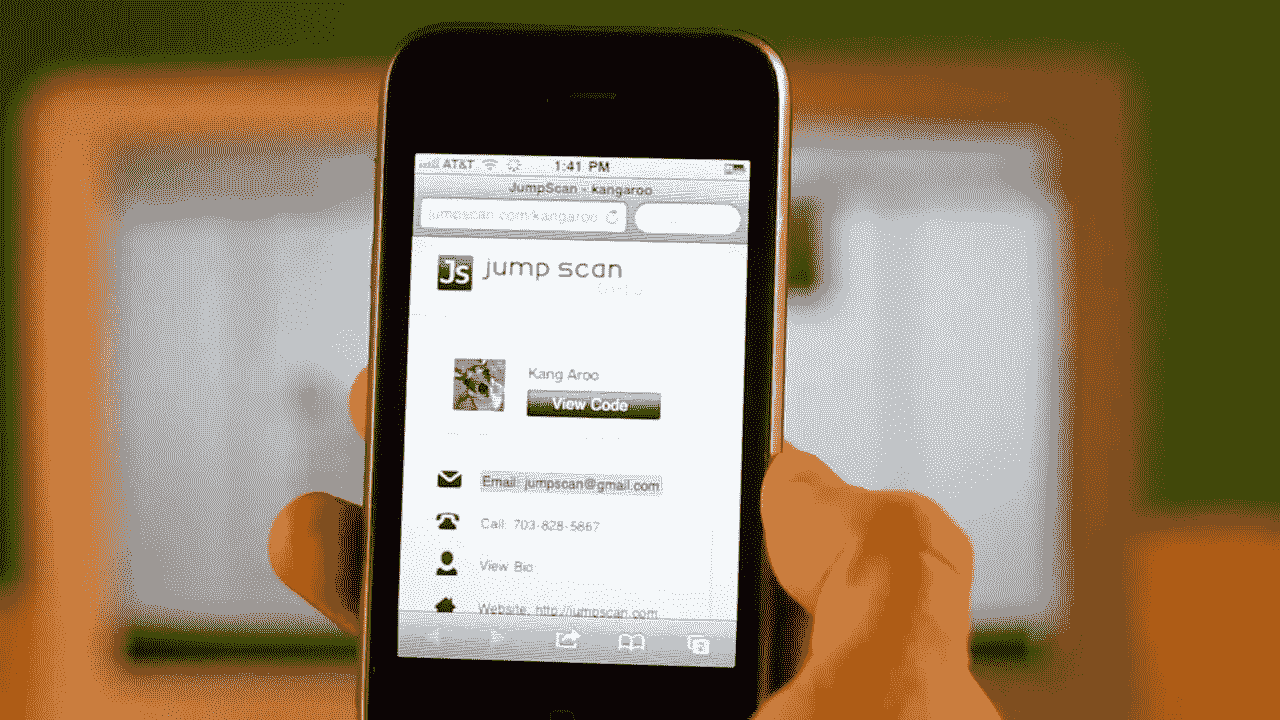 AT&T 1:41 PM
JumpScan - kangaroo
jumpscan.com/kangaroo
Js jump scan
Kang Aroo
View Code
Email: jumpscan@gmail.com
Call: 703-828-5867
View Bio
Website: http://jumpscan.com
2